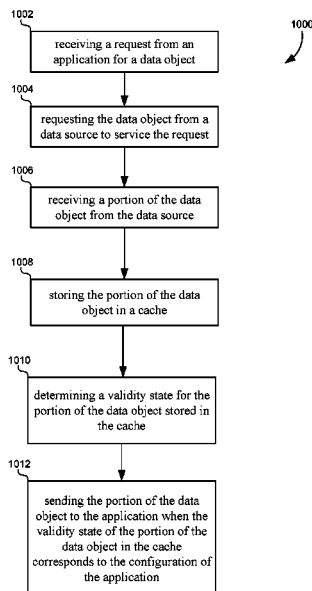 1000
1002
receiving a request from an
application for a data object
1004
requesting the data object from a
data source to service the request
1006
receiving a portion of the data
object from the data source
1008
storing the portion of the data
object in a cache
1010
determining a validity state for the
portion of the data object stored in
the cache
1012
sending the portion of the data
object to the application when the
validity state of the portion of the
data object in the cache
corresponds to the configuration of
the application